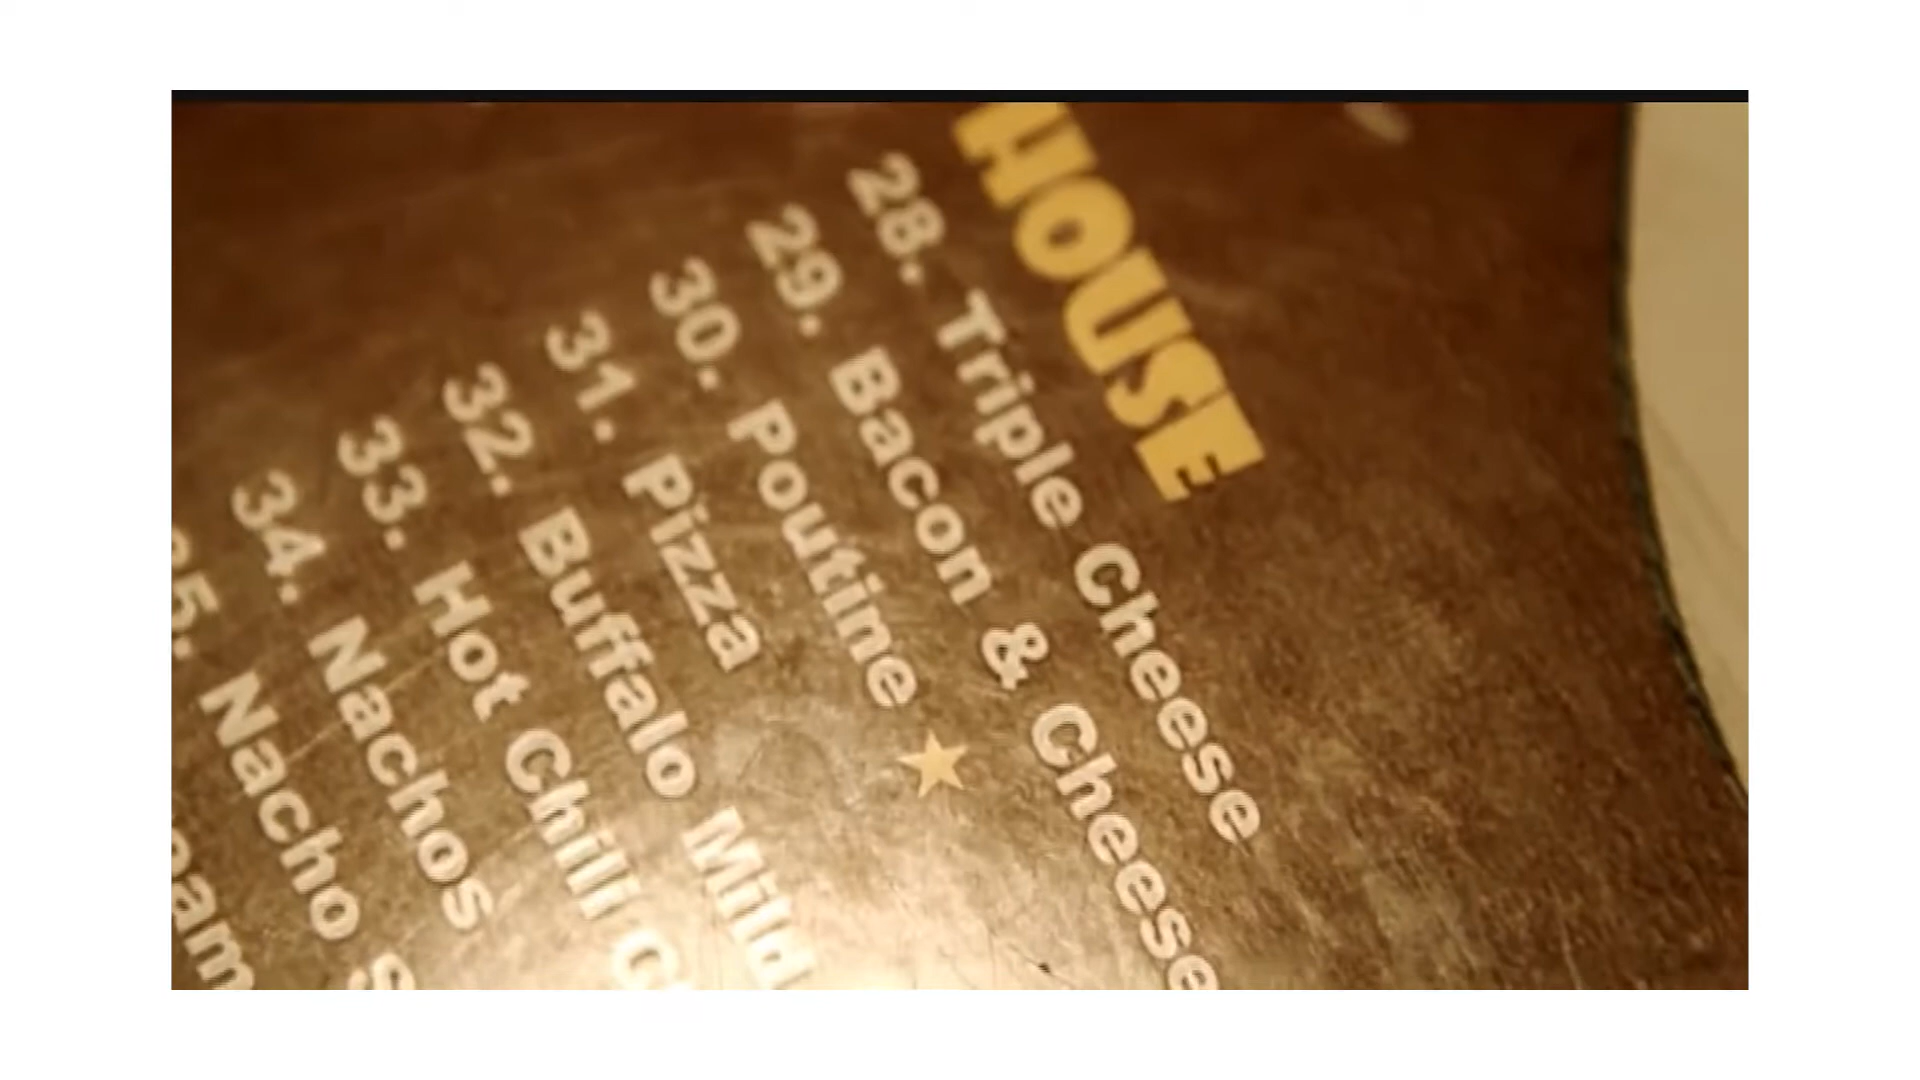 HOUSE
28. Triple Cheese
29. Bacon & Cheese
30. Poutine
31. Pizza
32. Buffalo Mild
33. Hot Chili
34. Nachos
Nacho